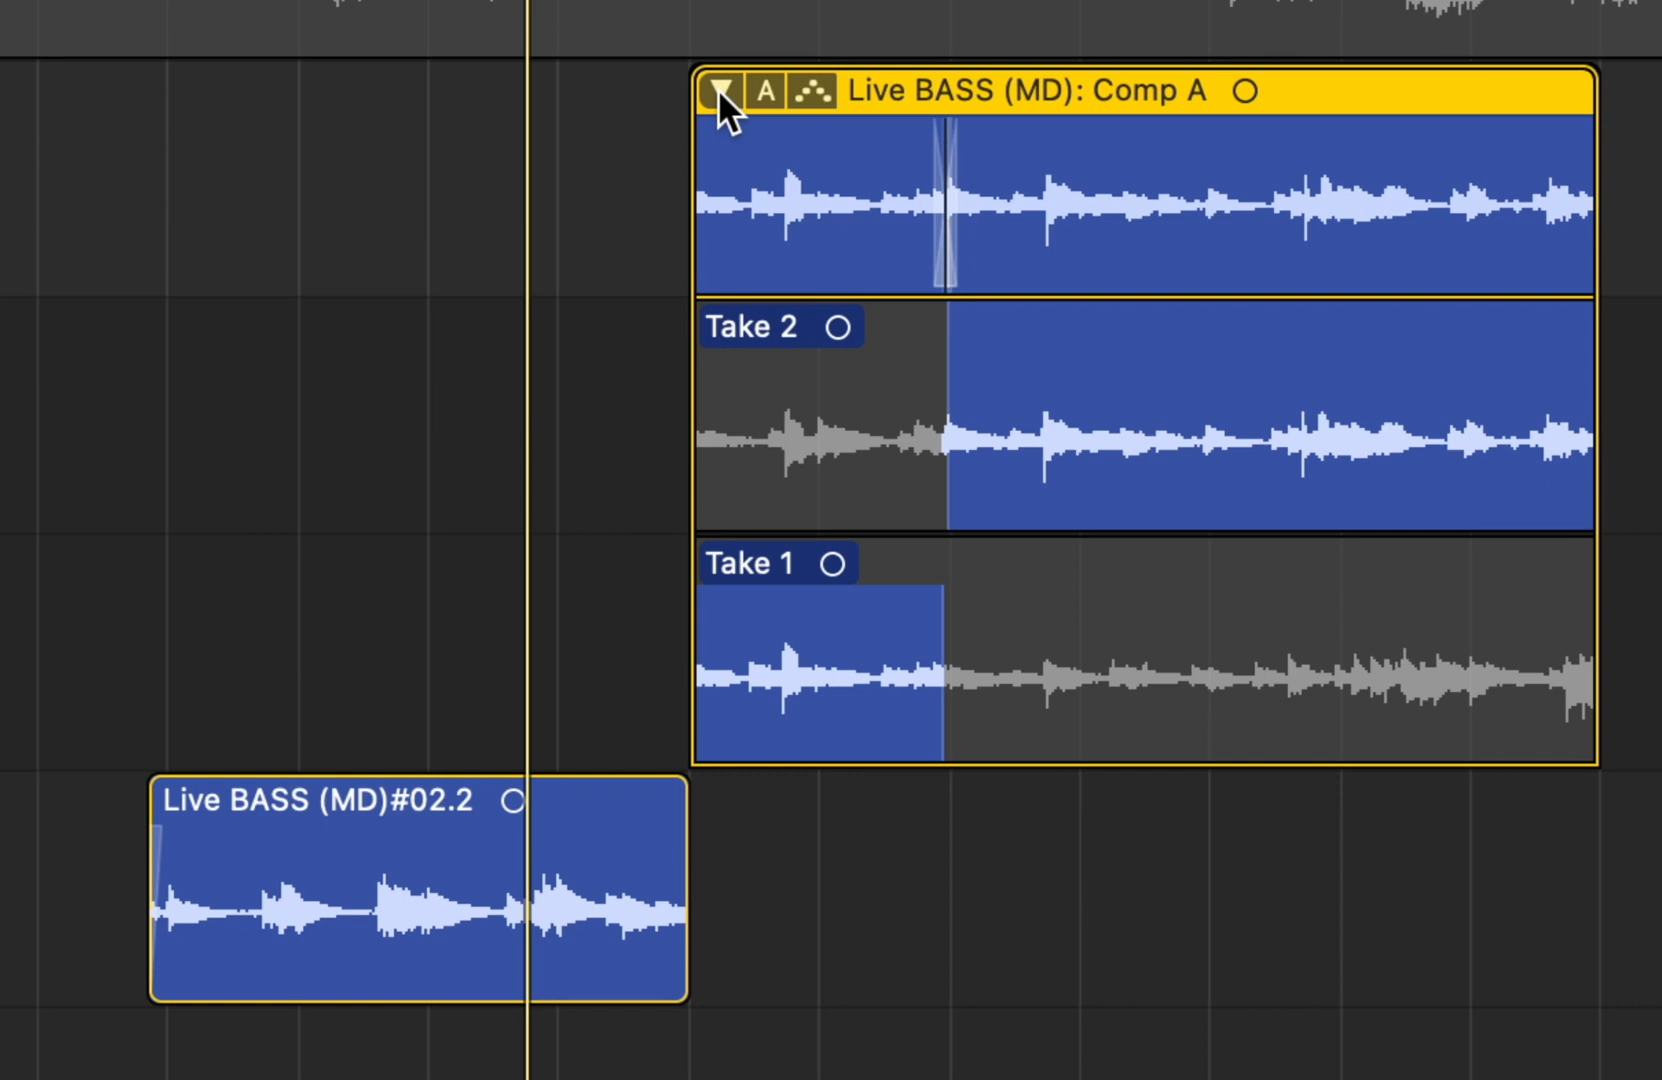 A Live BASS (MD): Comp A
Take 2
Take 1
Live BASS (MD)#02.2